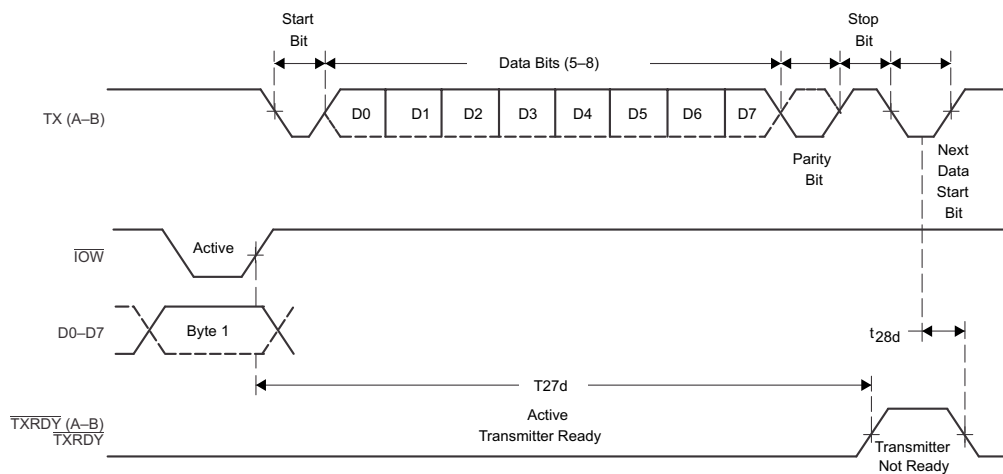 Start
Bit
Data Bits (5–8)
Stop
Bit
TX (A–B)
D0 D1 D2 D3 D4 D5 D6 D7
Parity
Bit
Next
Data
Start
Bit
IOW
Active
D0–D7
Byte 1
t28d
T27d
TXRDY (A–B)
TXRDY
Active
Transmitter Ready
Transmitter
Not Ready